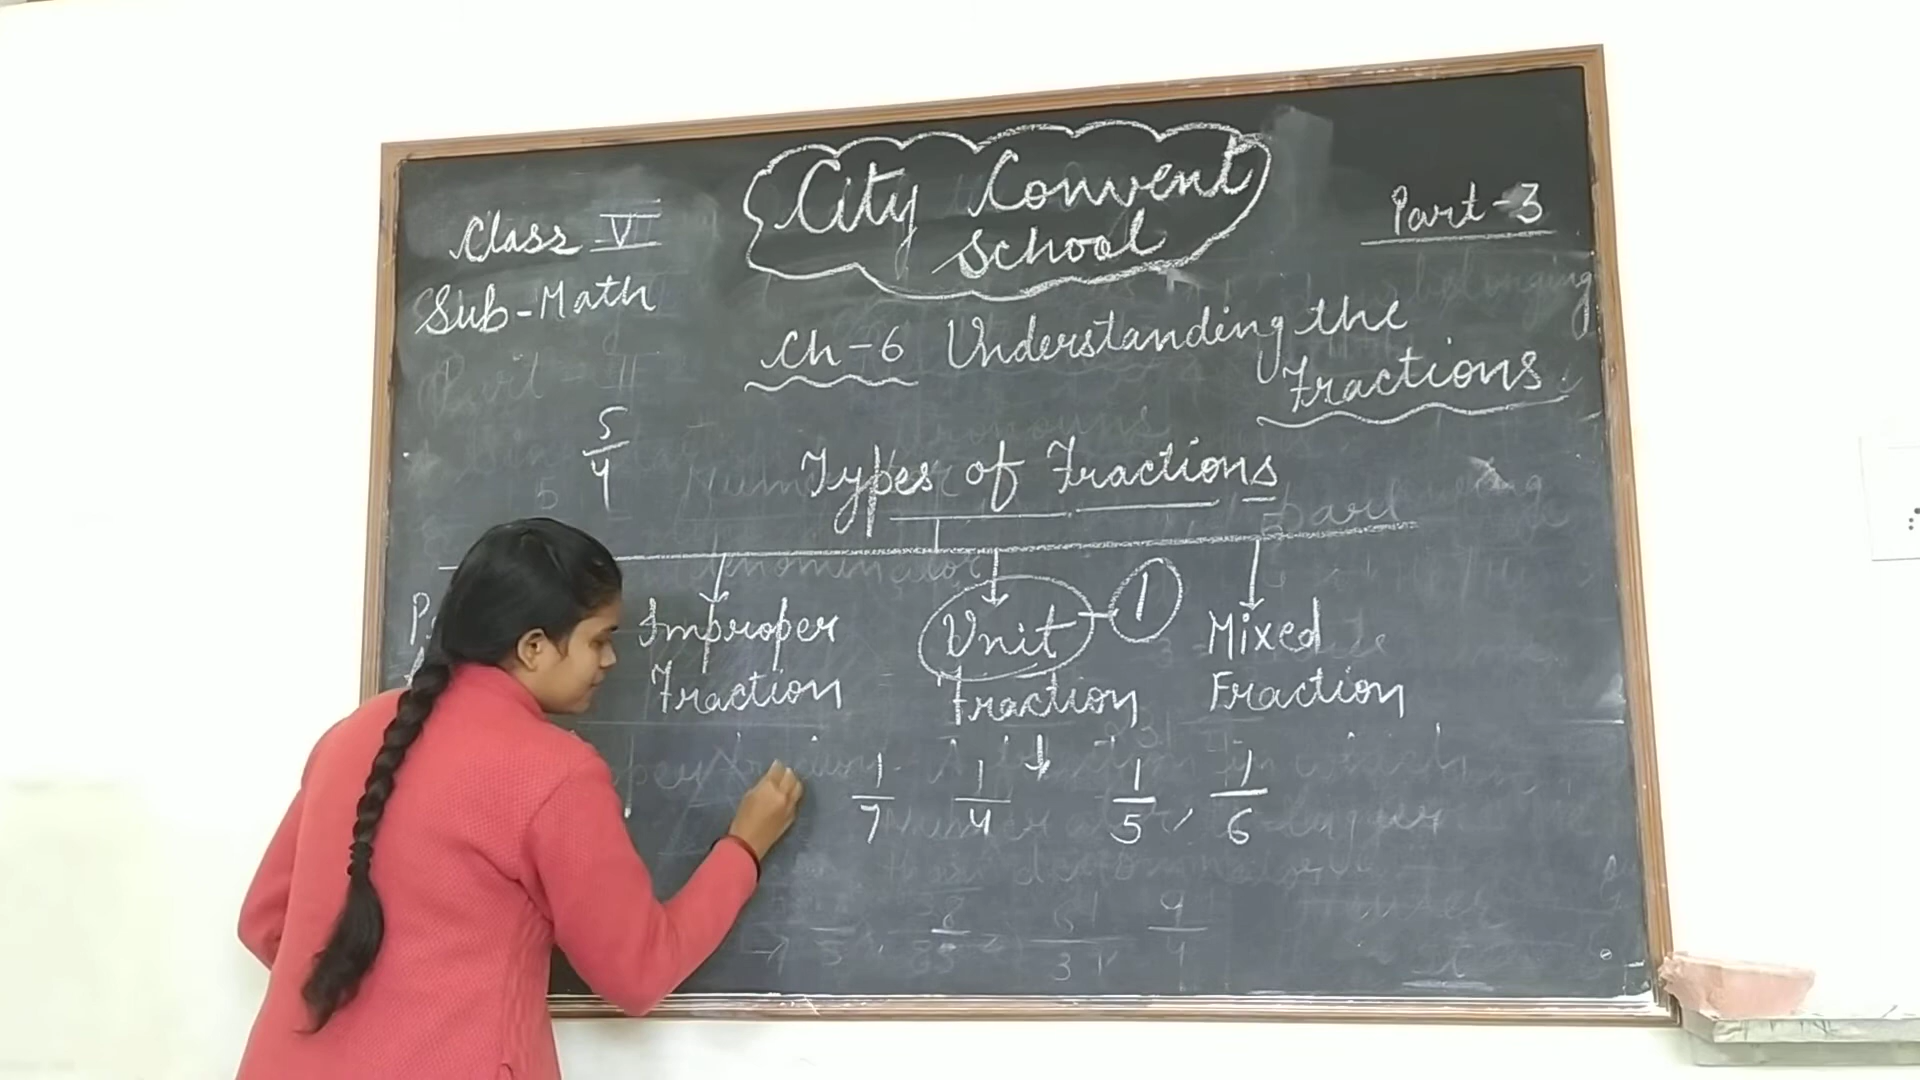 City Convent
School
Class V
Part-3
Sub-Math
Ch-6 Understanding the
Fractions
5
4
Types of Fractions
Improper
Fraction
Unit
1
Fraction
Mixed
Fraction
1/7 1/4 1/5, 1/6